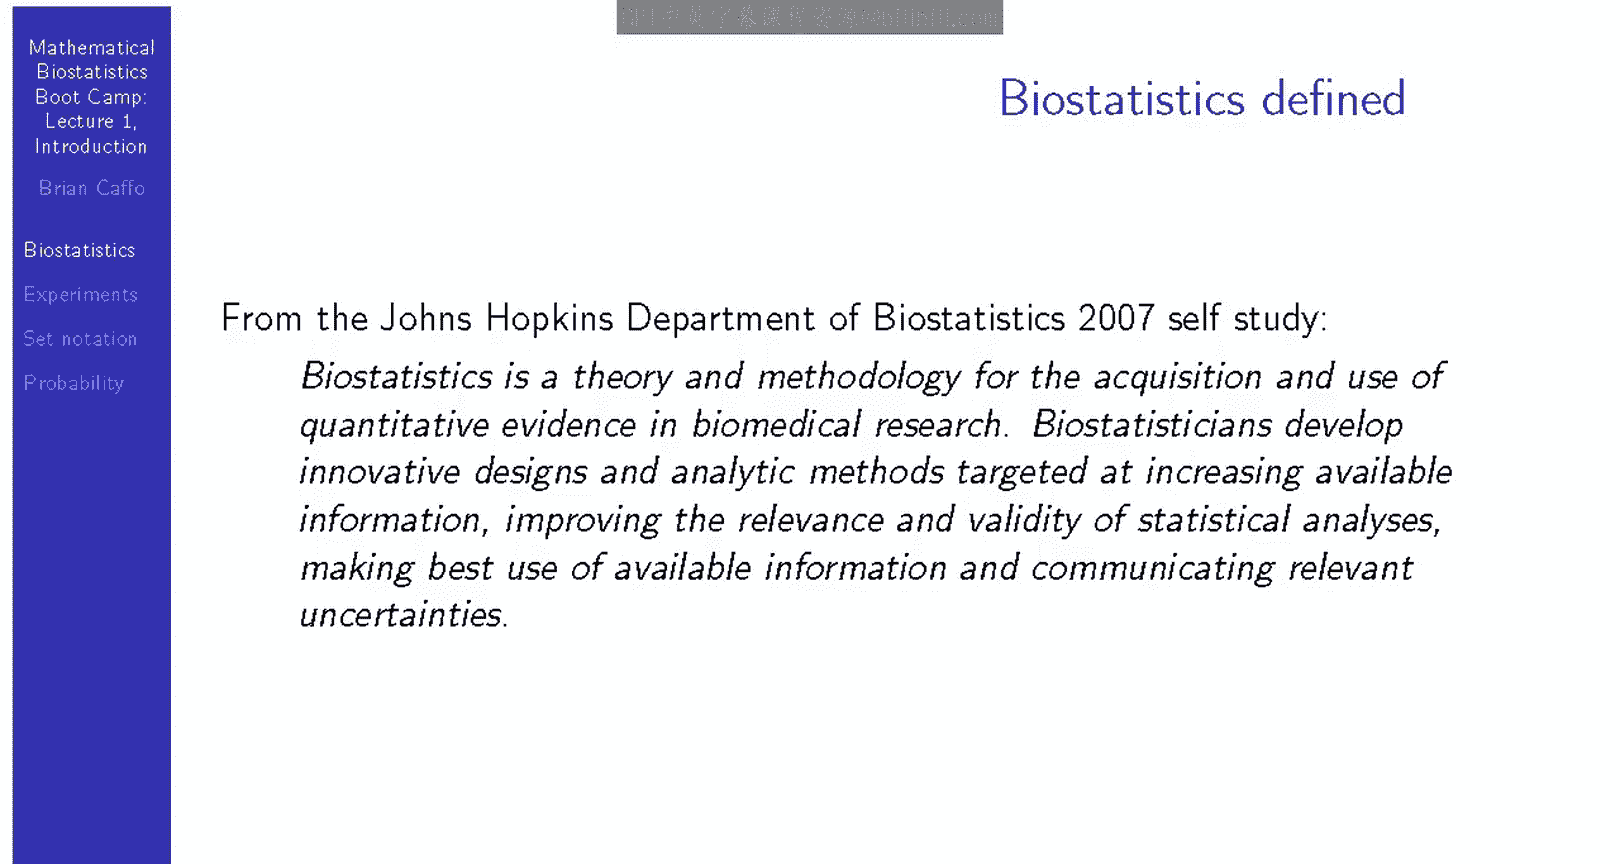 Mathematical
Biostatistics
Boot Camp:
Lecture 1,
Introduction
Brian Caffo
Biostatistics
Experiments
Set notation
Probability
Biostatistics defined
From the Johns Hopkins Department of Biostatistics 2007 self study:
Biostatistics is a theory and methodology for the acquisition and use of
quantitative evidence in biomedical research. Biostatisticians develop
innovative designs and analytic methods targeted at increasing available
information, improving the relevance and validity of statistical analyses,
making best use of available information and communicating relevant
uncertainties.